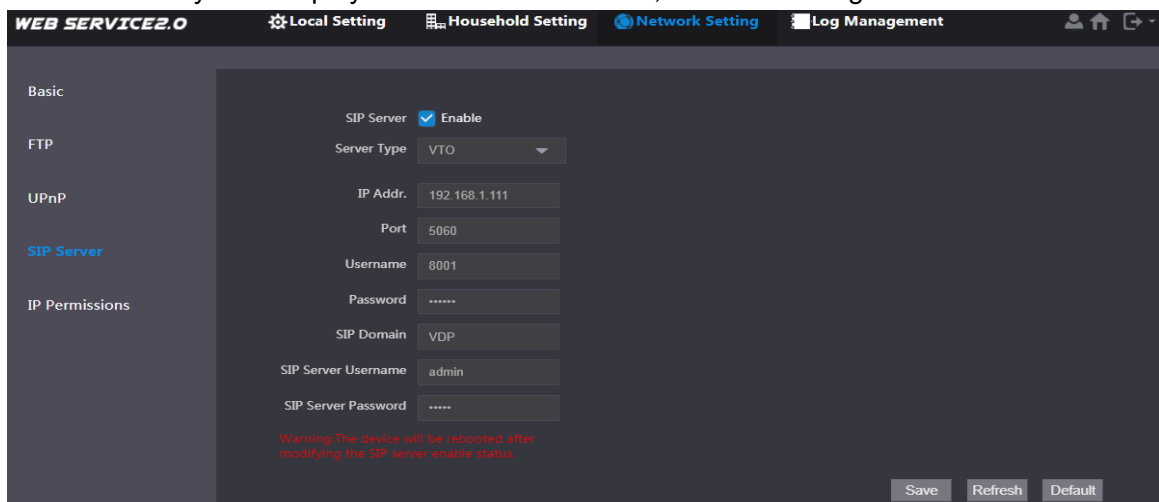 WEB SERVICE2.0 Local Setting Household Setting Network Setting Log Management
Basic
SIP Server Enable
FTP
Server Type VTO
UPnP
IP Addr. 192.168.1.111
Port 5060
SIP Server
Username 8001
IP Permissions
Password ••••••
SIP Domain VDP
SIP Server Username admin
SIP Server Password •••••
Warning:The device will be rebooted after
modifying the SIP server enable status.
Save Refresh Default